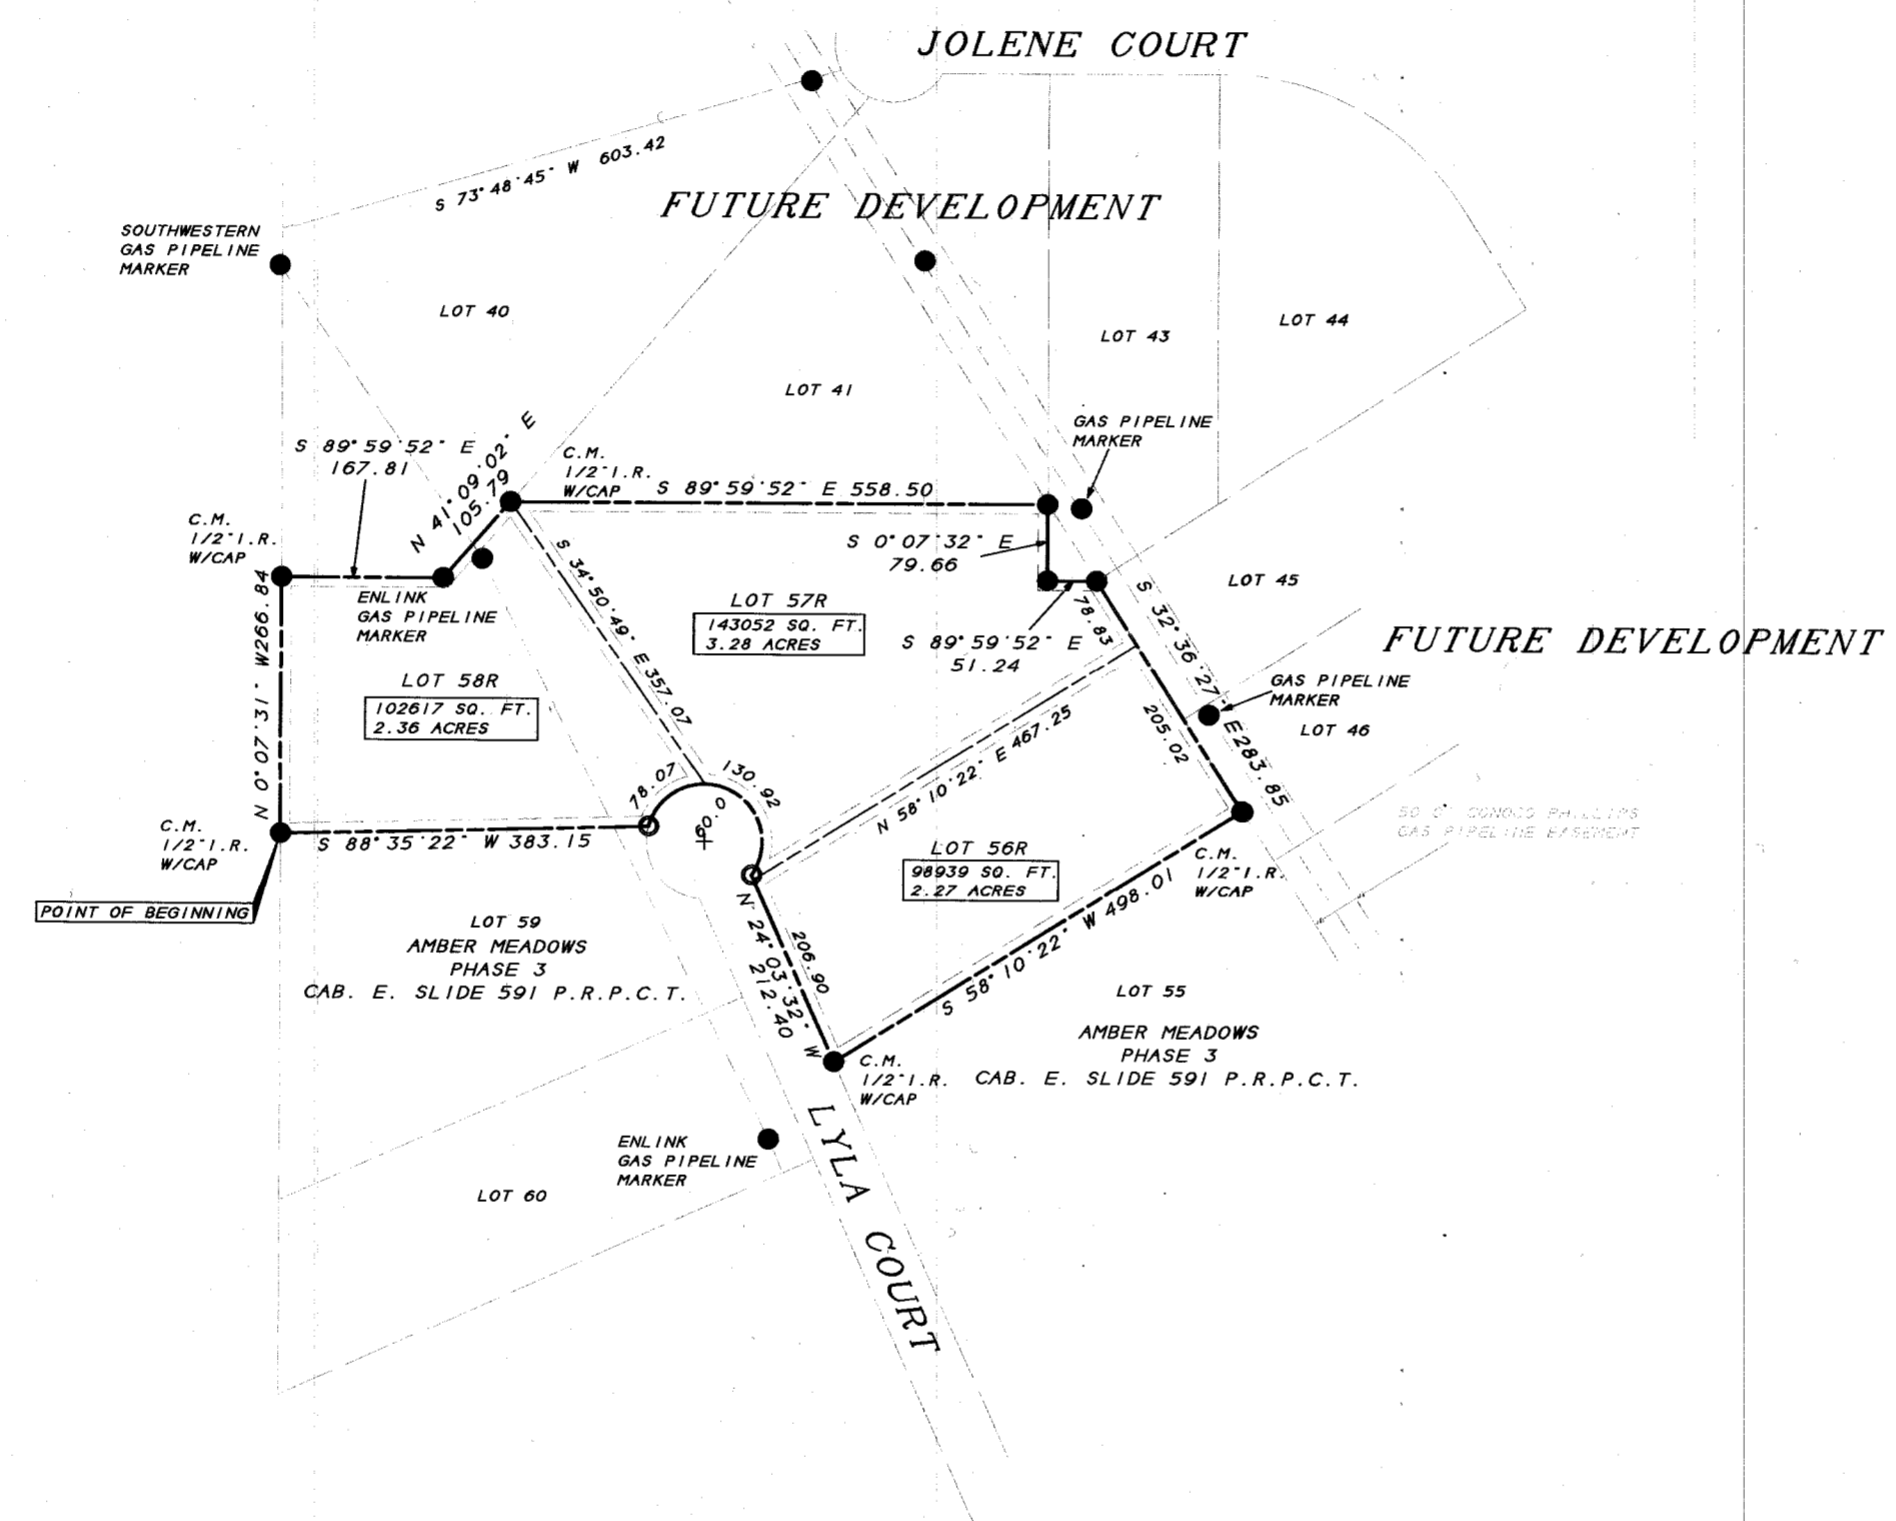 JOLENE COURT
S 73°48'45" W 603.42
FUTURE DEVELOPMENT
SOUTHWESTERN
GAS PIPELINE
MARKER
LOT 40
LOT 43
LOT 44
LOT 41
GAS PIPELINE
MARKER
S 89°59'52" E
167.81
N 41°09'02" E
105.79
C.M.
1/2"I.R.
W/CAP
S 89°59'52" E 558.50
C.M.
1/2"I.R.
W/CAP
S 0°07'32" E
79.66
LOT 45
ENLINK
GAS PIPELINE
MARKER
S 34°50'49" E 357.07
LOT 57R
143052 SQ. FT.
3.28 ACRES
78.83
S 32°36'27" E 283.85
S 89°59'52" E
51.24
FUTURE DEVELOPMENT
N 0°07'31" W266.84
LOT 58R
102617 SQ. FT.
2.36 ACRES
GAS PIPELINE
MARKER
205.02
LOT 46
78.07
130.92
60.0
N 58°10'22" E 467.25
50.0' CONOCO PHILLIPS
GAS PIPELINE EASEMENT
C.M.
1/2"I.R.
W/CAP
S 88°35'22" W 383.15
LOT 56R
98939 SQ. FT.
2.27 ACRES
C.M.
1/2"I.R.
W/CAP
POINT OF BEGINNING
N 24°03'32" W
212.40
206.90
S 58°10'22" W 498.01
LOT 59
AMBER MEADOWS
PHASE 3
CAB. E. SLIDE 591 P.R.P.C.T.
LOT 55
AMBER MEADOWS
PHASE 3
CAB. E. SLIDE 591 P.R.P.C.T.
C.M.
1/2"I.R.
W/CAP
ENLINK
GAS PIPELINE
MARKER
LYLA COURT
LOT 60